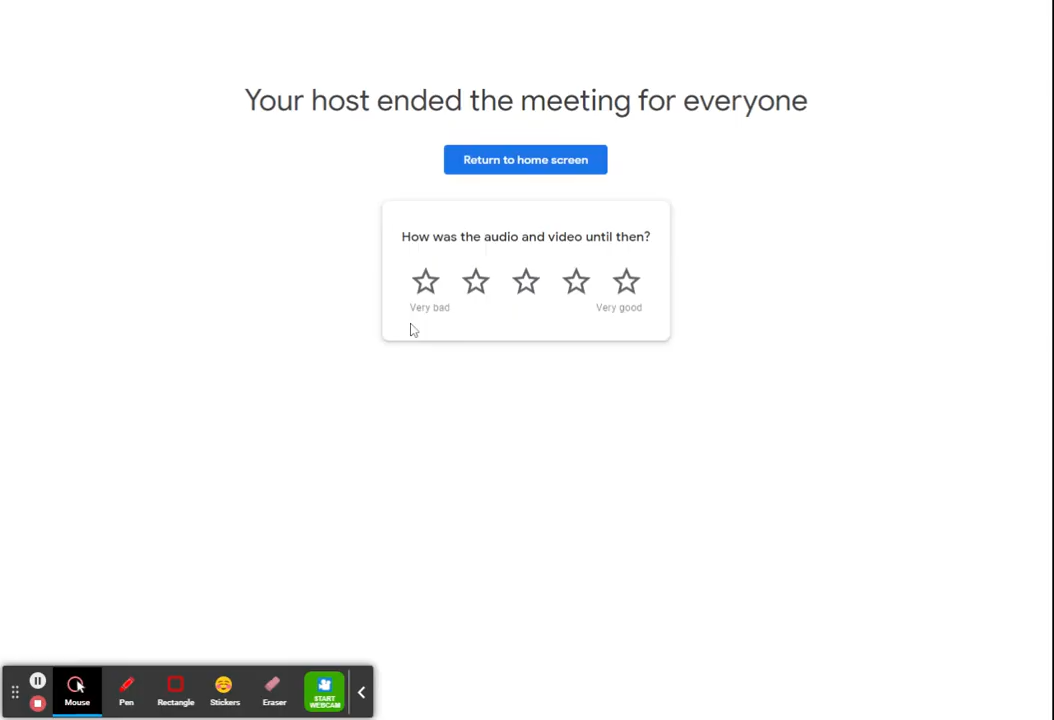 Your host ended the meeting for everyone
Return to home screen
How was the audio and video until then?
Very bad Very good
Mouse Pen Rectangle Stickers Eraser START
WEBCAM